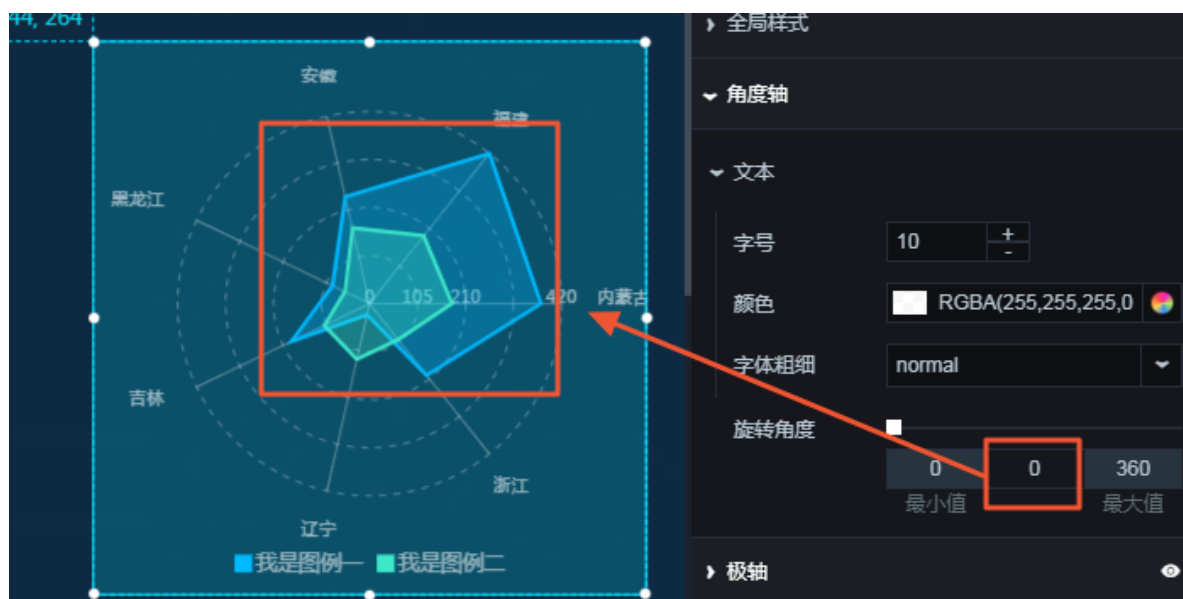 44, 264
安徽
福建
黑龙江
0 105 210 420 内蒙古
吉林
浙江
辽宁
我是图例一 我是图例二
全局样式
角度轴
文本
字号 10 + -
颜色 RGBA(255,255,255,0
字体粗细 normal
旋转角度
0 0 360
最小值 最大值
极轴